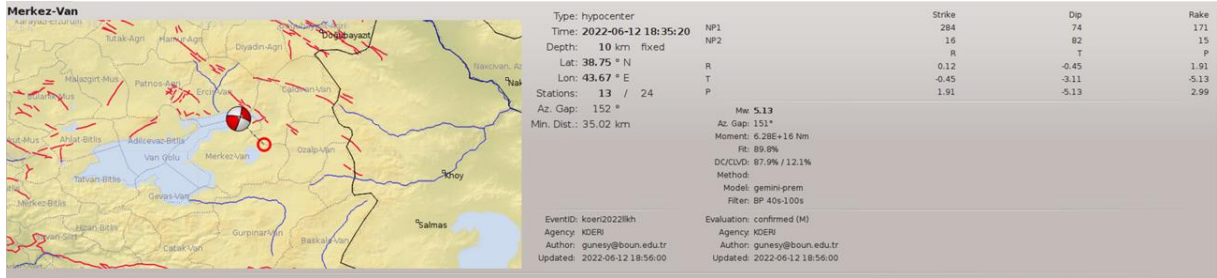 Merkez-Van
Karayazi-Erzurum
Tutak-Agri Hamur-Agri
Diyadin-Agri
Dogubayazit
Malazgirt-Mus
Patnos-Agri
Bulanik-Mus
Ercis-Van
Caldiran-Van
Nak
Ahlat-Bitlis
Adilcevaz-Bitlis
Van Golu
Merkez-Van
Ozalp-Van
Tatvan-Bitlis
Khoy
Gevas-Van
Merkez-Bitlis
Salmas
Hizan-Bitlis
Gurpinar-Van
Baskale-Van
Catak-Van
Type: hypocenter
Time: 2022-06-12 18:35:20
Depth: 10 km fixed
Lat: 38.75 ° N
Lon: 43.67 ° E
Stations: 13 / 24
Az. Gap: 152 °
Min. Dist.: 35.02 km
EventID: koeri2022llkh
Agency: KOERI
Author: gunesy@boun.edu.tr
Updated: 2022-06-12 18:56:00
Strike Dip Rake
NP1 284 74 171
NP2 16 82 15
R T P
R 0.12 -0.45 1.91
T -0.45 -3.11 -5.13
P 1.91 -5.13 2.99
Mw: 5.13
Az. Gap: 151°
Moment: 6.28E+16 Nm
Fit: 89.8%
DC/CLVD: 87.9% / 12.1%
Method:
Model: gemini-prem
Filter: BP 40s-100s
Evaluation: confirmed (M)
Agency: KOERI
Author: gunesy@boun.edu.tr
Updated: 2022-06-12 18:56:00